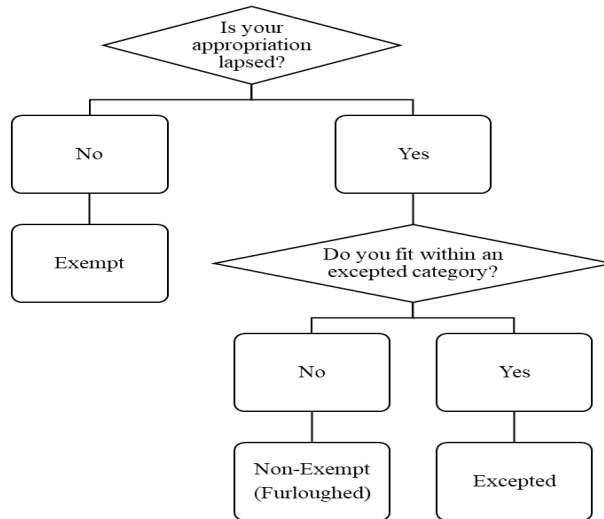 Is your
appropriation
lapsed?
No
Yes
Exempt
Do you fit within an
excepted category?
No
Yes
Non-Exempt
(Furloughed)
Excepted